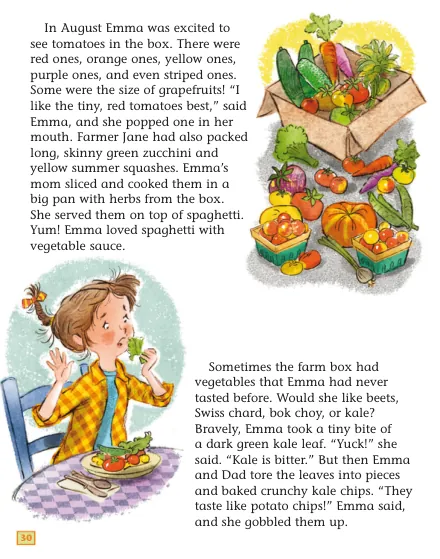 In August Emma was excited to
see tomatoes in the box. There were
red ones, orange ones, yellow ones,
purple ones, and even striped ones.
Some were the size of grapefruits! “I
like the tiny, red tomatoes best,” said
Emma, and she popped one in her
mouth. Farmer Jane had also packed
long, skinny green zucchini and
yellow summer squashes. Emma’s
mom sliced and cooked them in a
big pan with herbs from the box.
She served them on top of spaghetti.
Yum! Emma loved spaghetti with
vegetable sauce.
Sometimes the farm box had
vegetables that Emma had never
tasted before. Would she like beets,
Swiss chard, bok choy, or kale?
Bravely, Emma took a tiny bite of
a dark green kale leaf. “Yuck!” she
said. “Kale is bitter.” But then Emma
and Dad tore the leaves into pieces
and baked crunchy kale chips. “They
taste like potato chips!” Emma said,
and she gobbled them up.
30